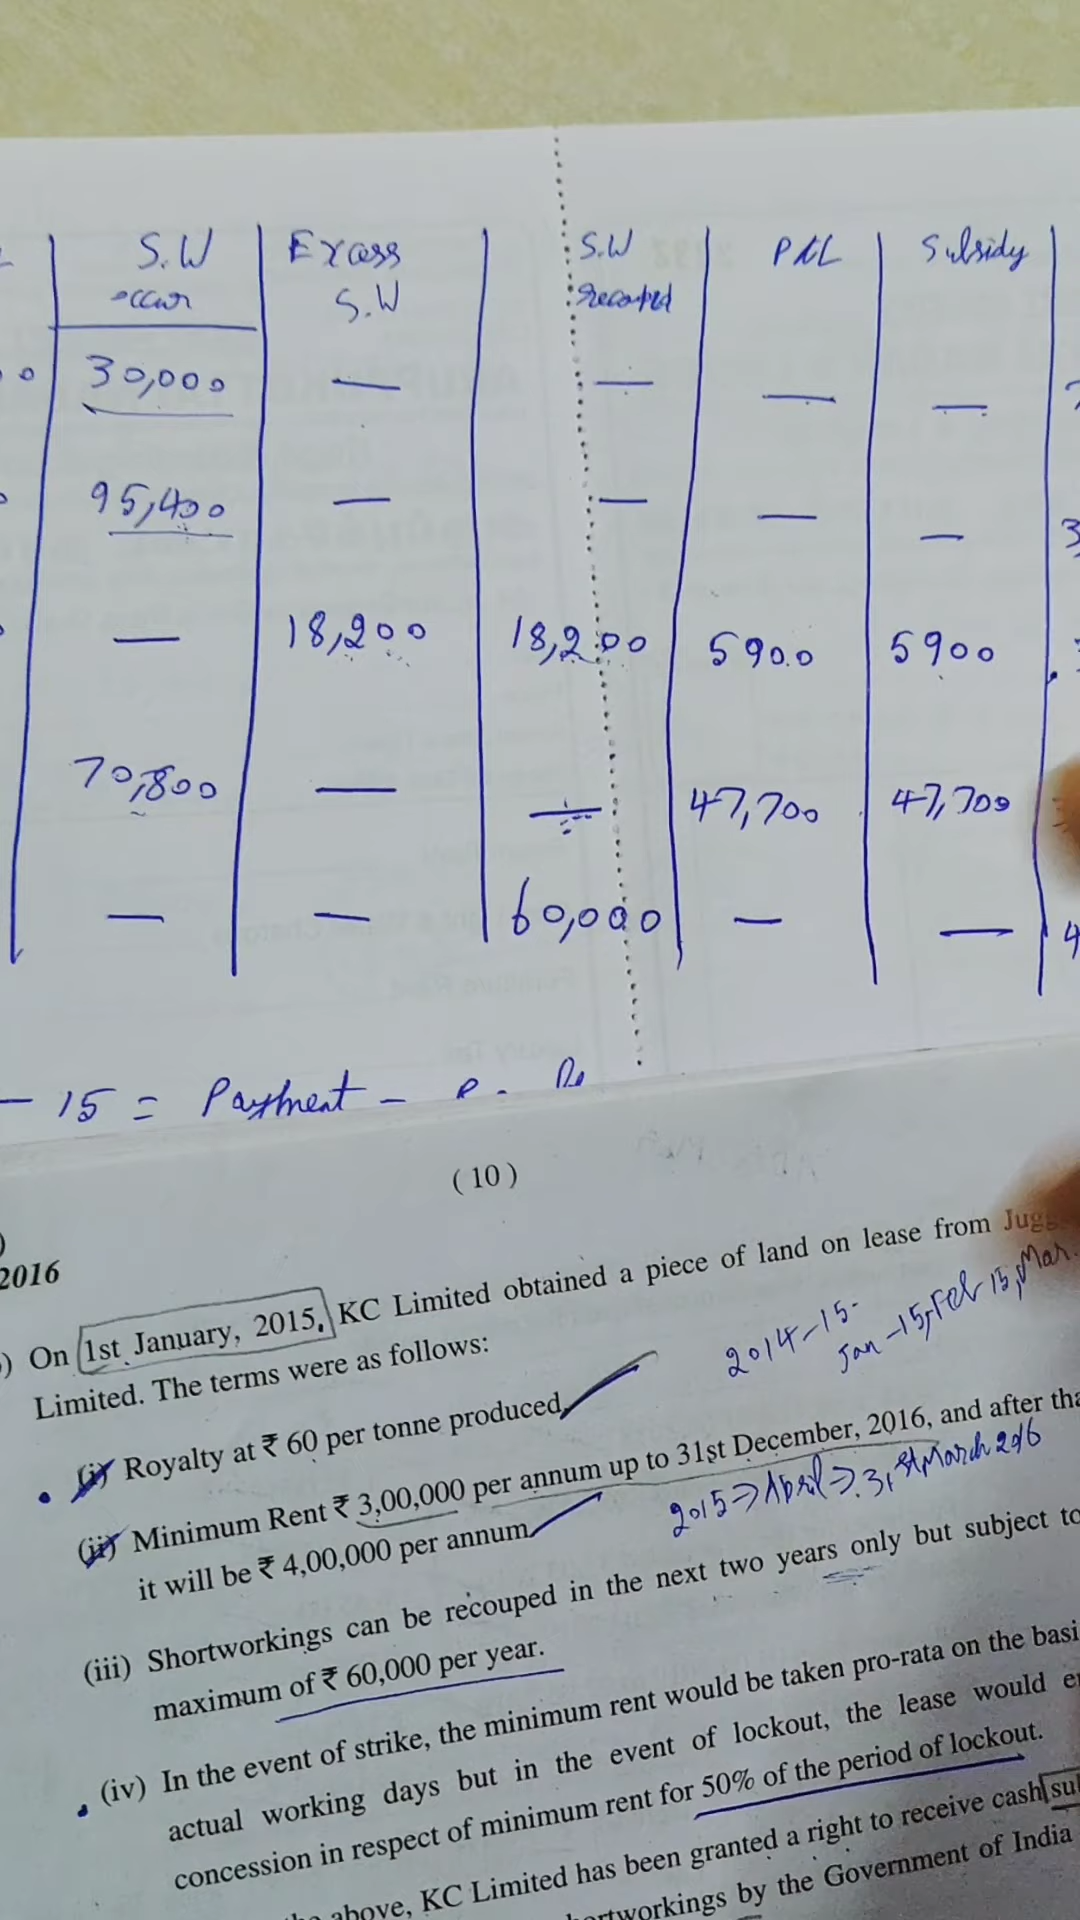 S.W | Excess | S.W | P&L | Subsidy
occur | S.W | recouped
30,000 | — | — | — | —
95,400 | — | — | — | —
— | 18,200 | 18,200 | 5900 | 5900
70,800 | — | — | 47,700 | 47,700
— | — | 60,000 | — | —
— 15 = Payment –
(10)
2016
On 1st January, 2015, KC Limited obtained a piece of land on lease from
Limited. The terms were as follows:
2014-15-
Jan-15, Feb 15, Mar.
(i) Royalty at ₹ 60 per tonne produced,
(ii) Minimum Rent ₹ 3,00,000 per annum up to 31st December, 2016, and after
it will be ₹ 4,00,000 per annum
2015 ⇒ April ⇒ 31st March 2016
(iii) Shortworkings can be recouped in the next two years only but subject to
maximum of ₹ 60,000 per year.
(iv) In the event of strike, the minimum rent would be taken pro-rata on the
actual working days but in the event of lockout, the lease would
concession in respect of minimum rent for 50% of the period of lockout.
above, KC Limited has been granted a right to receive cash
by the Government of India